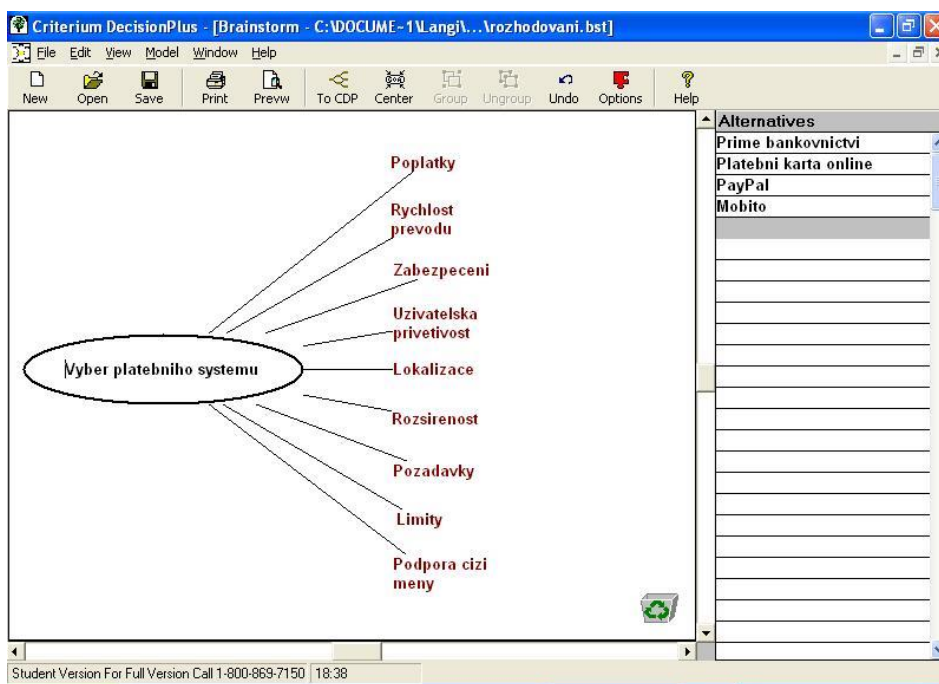 Criterium DecisionPlus - [Brainstorm - C:\DOCUME~1\Langi\...\rozhodovani.bst]
File Edit View Model Window Help
New Open Save Print Prevw To CDP Center Group Ungroup Undo Options Help
Alternatives
Prime bankovnictvi
Platebni karta online
PayPal
Mobito
Poplatky
Rychlost
prevodu
Zabezpeceni
Uzivatelska
privetivost
Vyber platebniho systemu
Lokalizace
Rozsirenost
Pozadavky
Limity
Podpora cizi
meny
Student Version For Full Version Call 1-800-869-7150 18:38